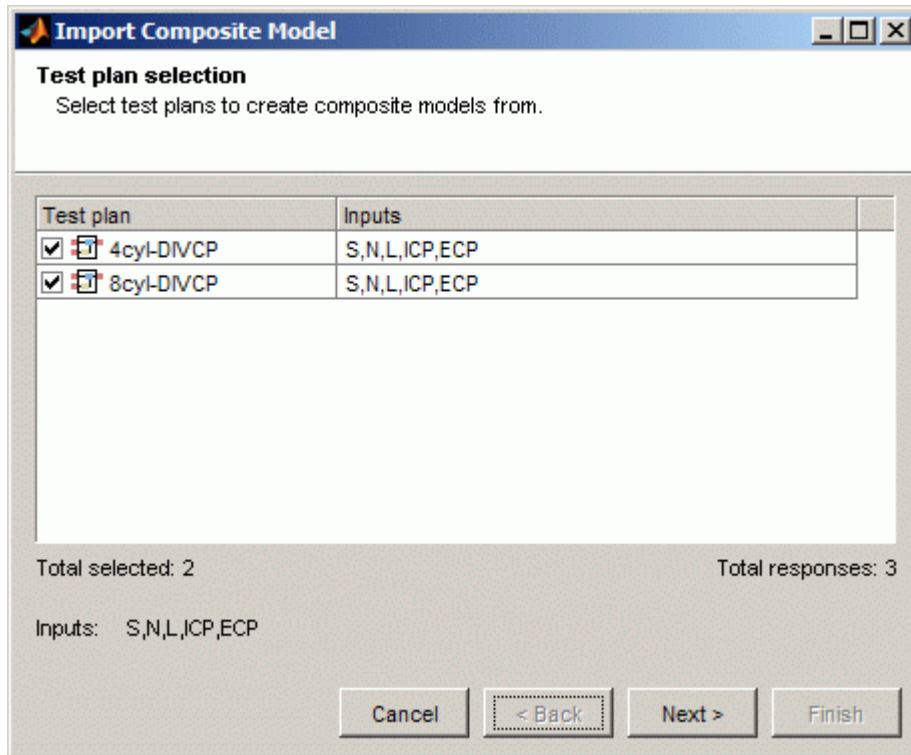 Import Composite Model
Test plan selection
Select test plans to create composite models from.
Test plan Inputs
4cyl-DIVCP S,N,L,ICP,ECP
8cyl-DIVCP S,N,L,ICP,ECP
Total selected: 2 Total responses: 3
Inputs: S,N,L,ICP,ECP
Cancel < Back Next > Finish